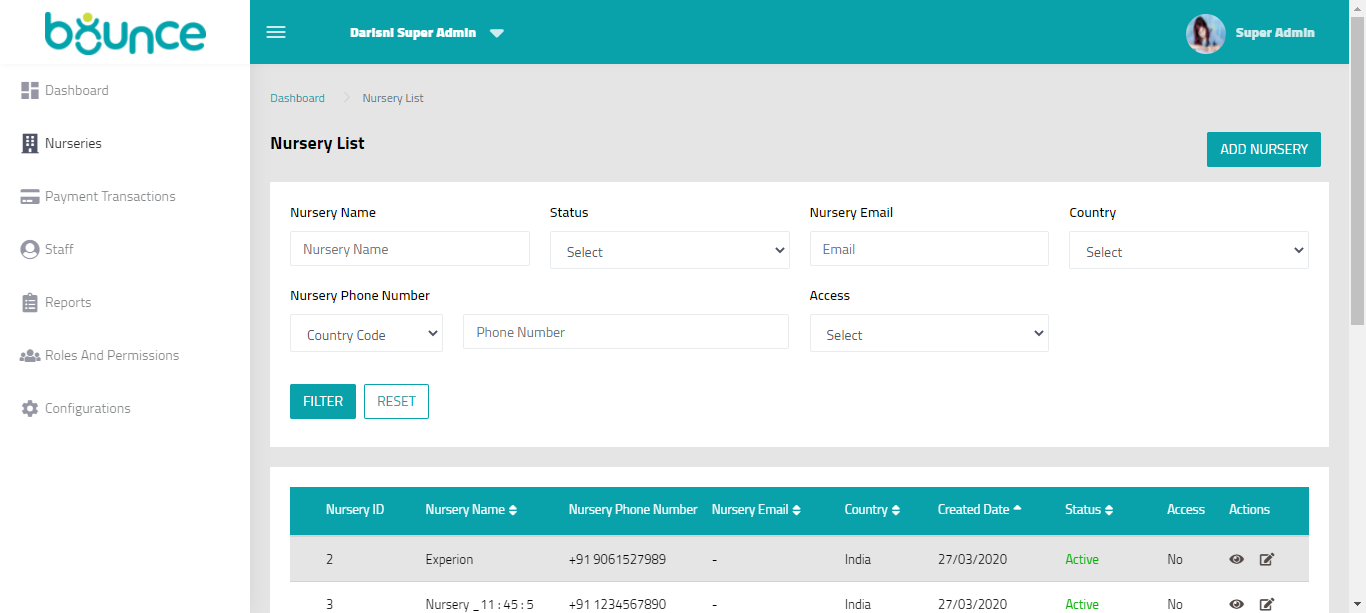 bounce
Darisni Super Admin
Super Admin
Dashboard
Nurseries
Payment Transactions
Staff
Reports
Roles And Permissions
Configurations
Dashboard Nursery List
Nursery List
ADD NURSERY
Nursery Name Status Nursery Email Country
Nursery Name Select Email Select
Nursery Phone Number Access
Country Code Phone Number Select
FILTER RESET
Nursery ID Nursery Name Nursery Phone Number Nursery Email Country Created Date Status Access Actions
2 Experion +91 9061527989 - India 27/03/2020 Active No
3 Nursery _11 : 45 : 5 +91 1234567890 - India 27/03/2020 Active No